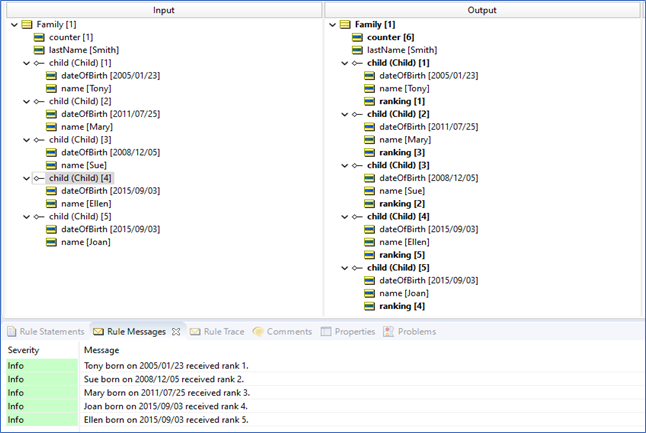 Input
Family [1]
counter [1]
lastName [Smith]
child (Child) [1]
dateOfBirth [2005/01/23]
name [Tony]
child (Child) [2]
dateOfBirth [2011/07/25]
name [Mary]
child (Child) [3]
dateOfBirth [2008/12/05]
name [Sue]
child (Child) [4]
dateOfBirth [2015/09/03]
name [Ellen]
child (Child) [5]
dateOfBirth [2015/09/03]
name [Joan]
Output
Family [1]
counter [6]
lastName [Smith]
child (Child) [1]
dateOfBirth [2005/01/23]
name [Tony]
ranking [1]
child (Child) [2]
dateOfBirth [2011/07/25]
name [Mary]
ranking [3]
child (Child) [3]
dateOfBirth [2008/12/05]
name [Sue]
ranking [2]
child (Child) [4]
dateOfBirth [2015/09/03]
name [Ellen]
ranking [5]
child (Child) [5]
dateOfBirth [2015/09/03]
name [Joan]
ranking [4]
Rule Statements Rule Messages Rule Trace Comments Properties Problems
Severity Message
Info Tony born on 2005/01/23 received rank 1.
Info Sue born on 2008/12/05 received rank 2.
Info Mary born on 2011/07/25 received rank 3.
Info Joan born on 2015/09/03 received rank 4.
Info Ellen born on 2015/09/03 received rank 5.